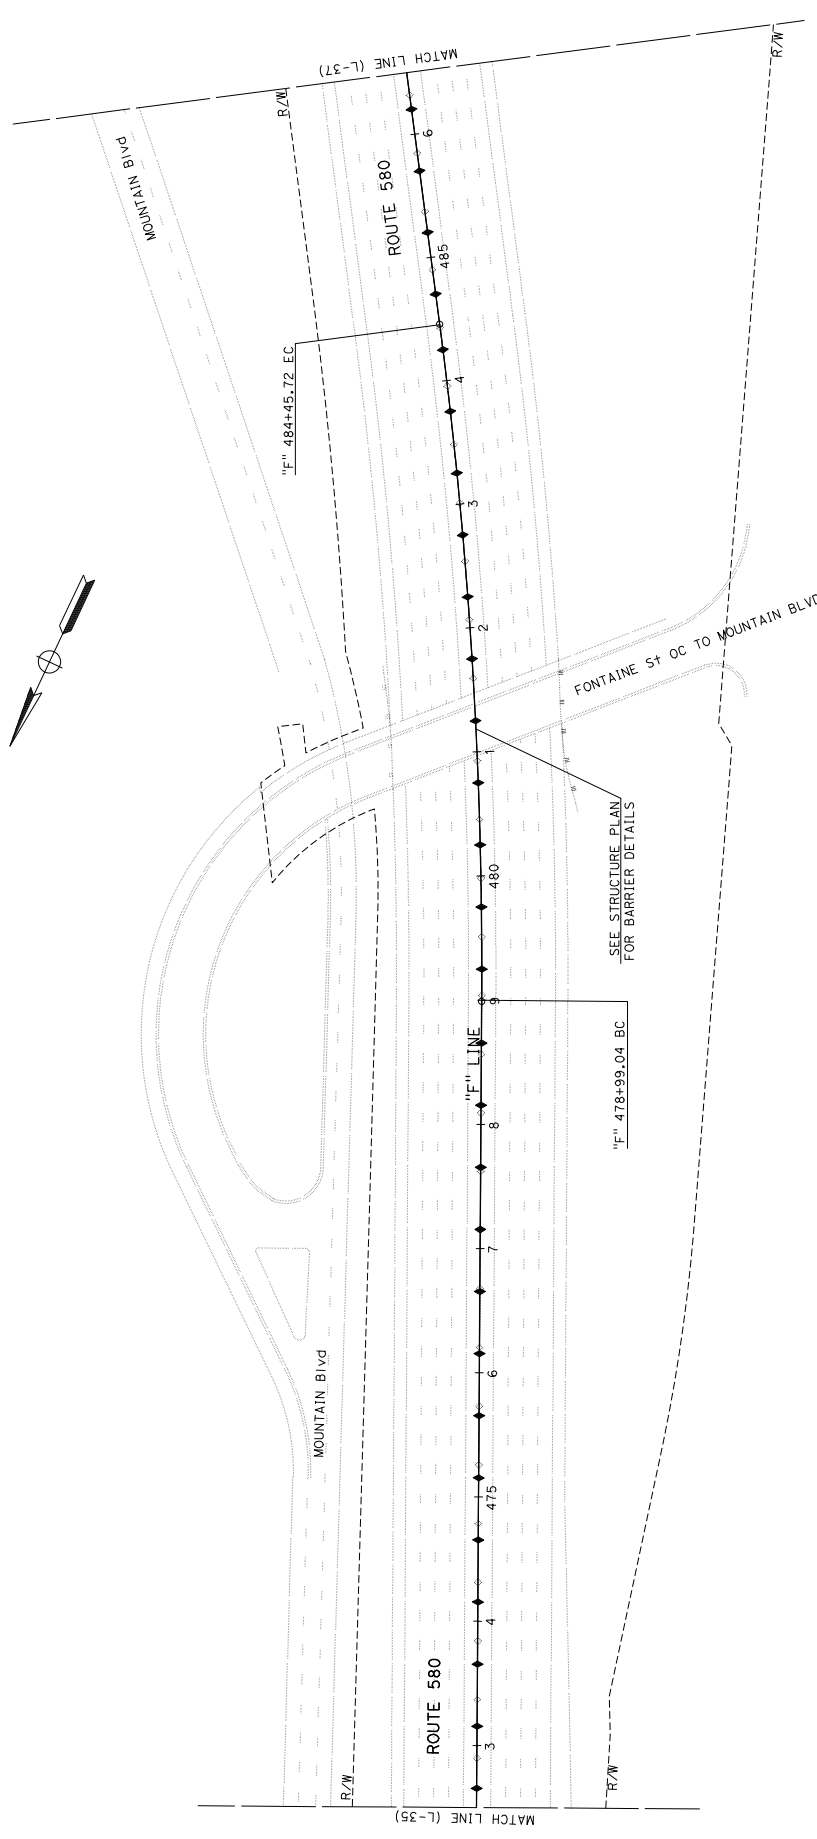 MATCH LINE (L-37)
R/W
R/W
MOUNTAIN Blvd
6
ROUTE 580
485
"F" 484+45.72 EC
4
3
2
FONTAINE St OC TO MOUNTAIN BLVD
1
SEE STRUCTURE PLAN
FOR BARRIER DETAILS
480
9
"F" LINE
"F" 478+99.04 BC
8
7
6
MOUNTAIN Blvd
475
4
ROUTE 580
3
R/W
R/W
MATCH LINE (L-35)